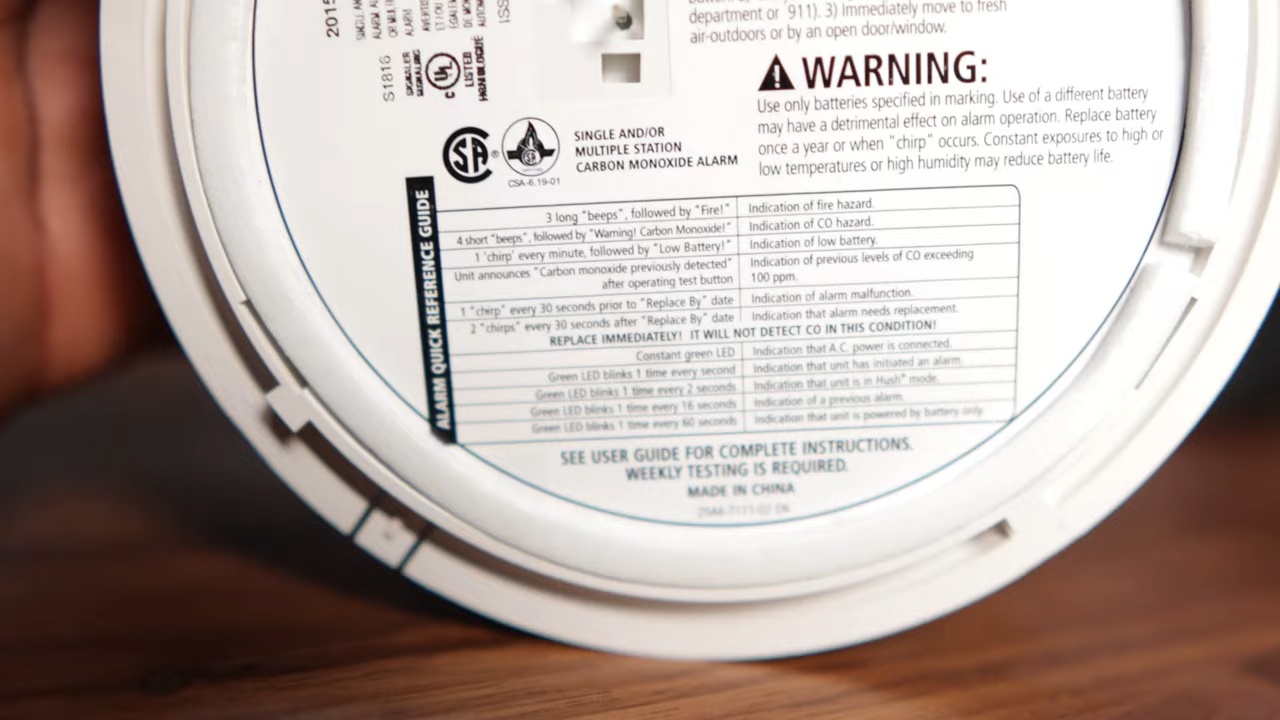 2015
S1816
UL
LISTED
department or 911). 3) Immediately move to fresh
air-outdoors or by an open door/window.
WARNING:
Use only batteries specified in marking. Use of a different battery
may have a detrimental effect on alarm operation. Replace battery
once a year or when "chirp" occurs. Constant exposures to high or
low temperatures or high humidity may reduce battery life.
SA ®
CSA-6.19-01
SINGLE AND/OR
MULTIPLE STATION
CARBON MONOXIDE ALARM
ALARM QUICK REFERENCE GUIDE
3 long "beeps", followed by "Fire!" Indication of fire hazard.
4 short "beeps", followed by "Warning! Carbon Monoxide!" Indication of CO hazard.
1 'chirp' every minute, followed by "Low Battery!" Indication of low battery.
Unit announces "Carbon monoxide previously detected" Indication of previous levels of CO exceeding
after operating test button 100 ppm.
1 "chirp" every 30 seconds prior to "Replace By" date Indication of alarm malfunction.
2 "chirps" every 30 seconds after "Replace By" date Indication that alarm needs replacement.
REPLACE IMMEDIATELY! IT WILL NOT DETECT CO IN THIS CONDITION!
Constant green LED Indication that A.C. power is connected.
Green LED blinks 1 time every second Indication that unit has initiated an alarm.
Green LED blinks 1 time every 2 seconds Indication that unit is in Hush® mode.
Green LED blinks 1 time every 16 seconds Indication of a previous alarm.
Green LED blinks 1 time every 60 seconds Indication that unit is powered by battery only.
SEE USER GUIDE FOR COMPLETE INSTRUCTIONS.
WEEKLY TESTING IS REQUIRED.
MADE IN CHINA